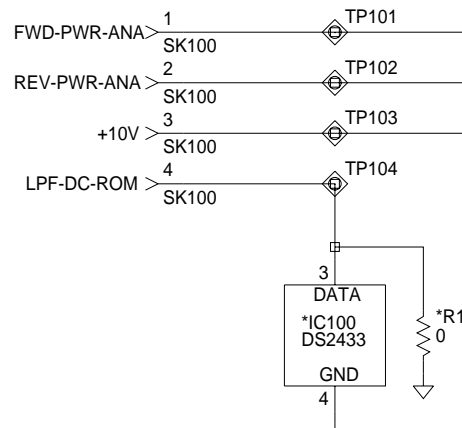 FWD-PWR-ANA 1 TP101
SK100
REV-PWR-ANA 2 TP102
SK100
+10V 3 TP103
SK100
LPF-DC-ROM 4 TP104
SK100
3
DATA
*IC100
DS2433
GND
4
*R1
0